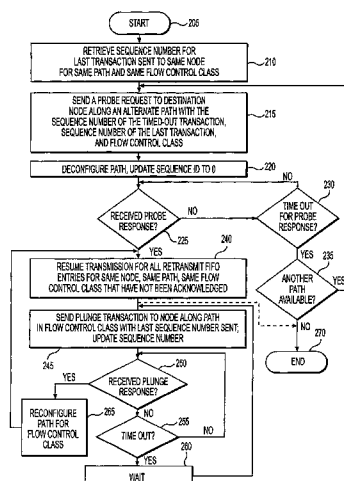 START
205
RETRIEVE SEQUENCE NUMBER FOR
LAST TRANSACTION SENT TO SAME NODE
FOR SAME PATH AND SAME FLOW CONTROL CLASS
210
SEND A PROBE REQUEST TO DESTINATION
NODE ALONG AN ALTERNATE PATH WITH THE
SEQUENCE NUMBER OF THE TIMED-OUT TRANSACTION,
SEQUENCE NUMBER OF THE LAST TRANSACTION,
AND FLOW CONTROL CLASS
215
DECONFIGURE PATH, UPDATE SEQUENCE ID TO 0
220
NO
230
RECEIVED PROBE
RESPONSE?
NO
TIME OUT
FOR PROBE
RESPONSE?
225
YES
240
YES
235
RESUME TRANSMISSION FOR ALL RETRANSMIT FIFO
ENTRIES FOR SAME NODE, SAME PATH, SAME FLOW
CONTROL CLASS THAT HAVE NOT BEEN ACKNOWLEDGED
ANOTHER
PATH
AVAILABLE?
YES
NO
SEND PLUNGE TRANSACTION TO NODE ALONG PATH
IN FLOW CONTROL CLASS WITH LAST SEQUENCE NUMBER SENT,
UPDATE SEQUENCE NUMBER
270
END
245
250
YES
RECEIVED PLUNGE
RESPONSE?
RECONFIGURE
PATH FOR
FLOW CONTROL
CLASS
265
NO
255
TIME OUT?
NO
YES
260
WAIT